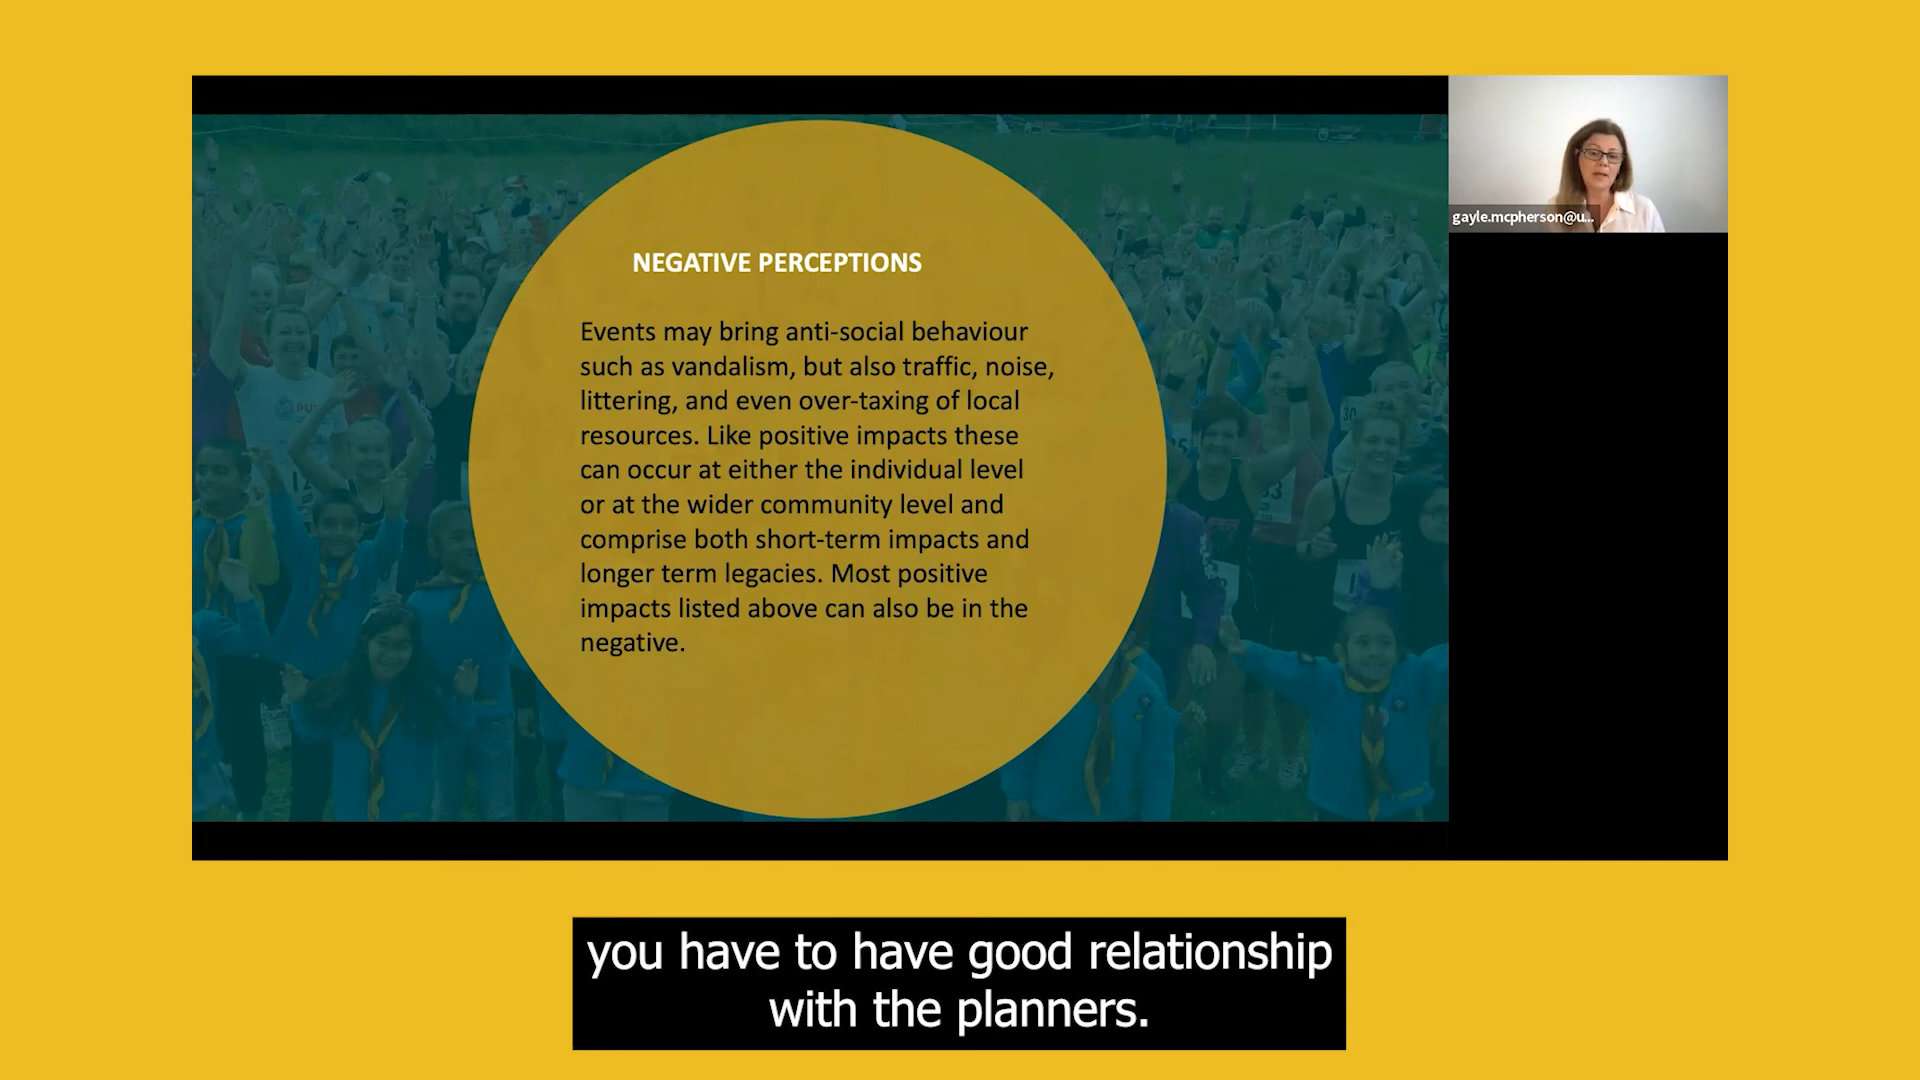 NEGATIVE PERCEPTIONS
Events may bring anti-social behaviour
such as vandalism, but also traffic, noise,
littering, and even over-taxing of local
resources. Like positive impacts these
can occur at either the individual level
or at the wider community level and
comprise both short-term impacts and
longer term legacies. Most positive
impacts listed above can also be in the
negative.
gayle.mcpherson@u...
you have to have good relationship
with the planners.